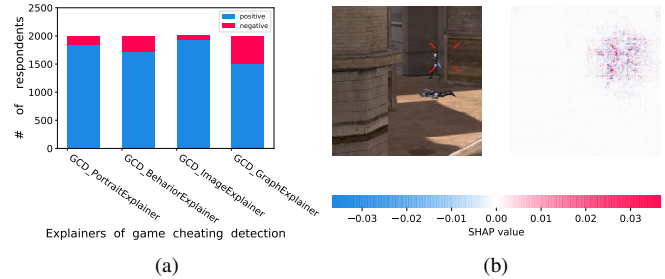 2500
2000
1500
1000
500
0
# of respondents
positive
negative
GCD_PortraitExplainer
GCD_BehariorExplainer
GCD_ImageExplainer
GCD_GraphExplainer
Explainers of game cheating detection
(a)
−0.03 −0.02 −0.01 0.00 0.01 0.02 0.03
SHAP value
(b)